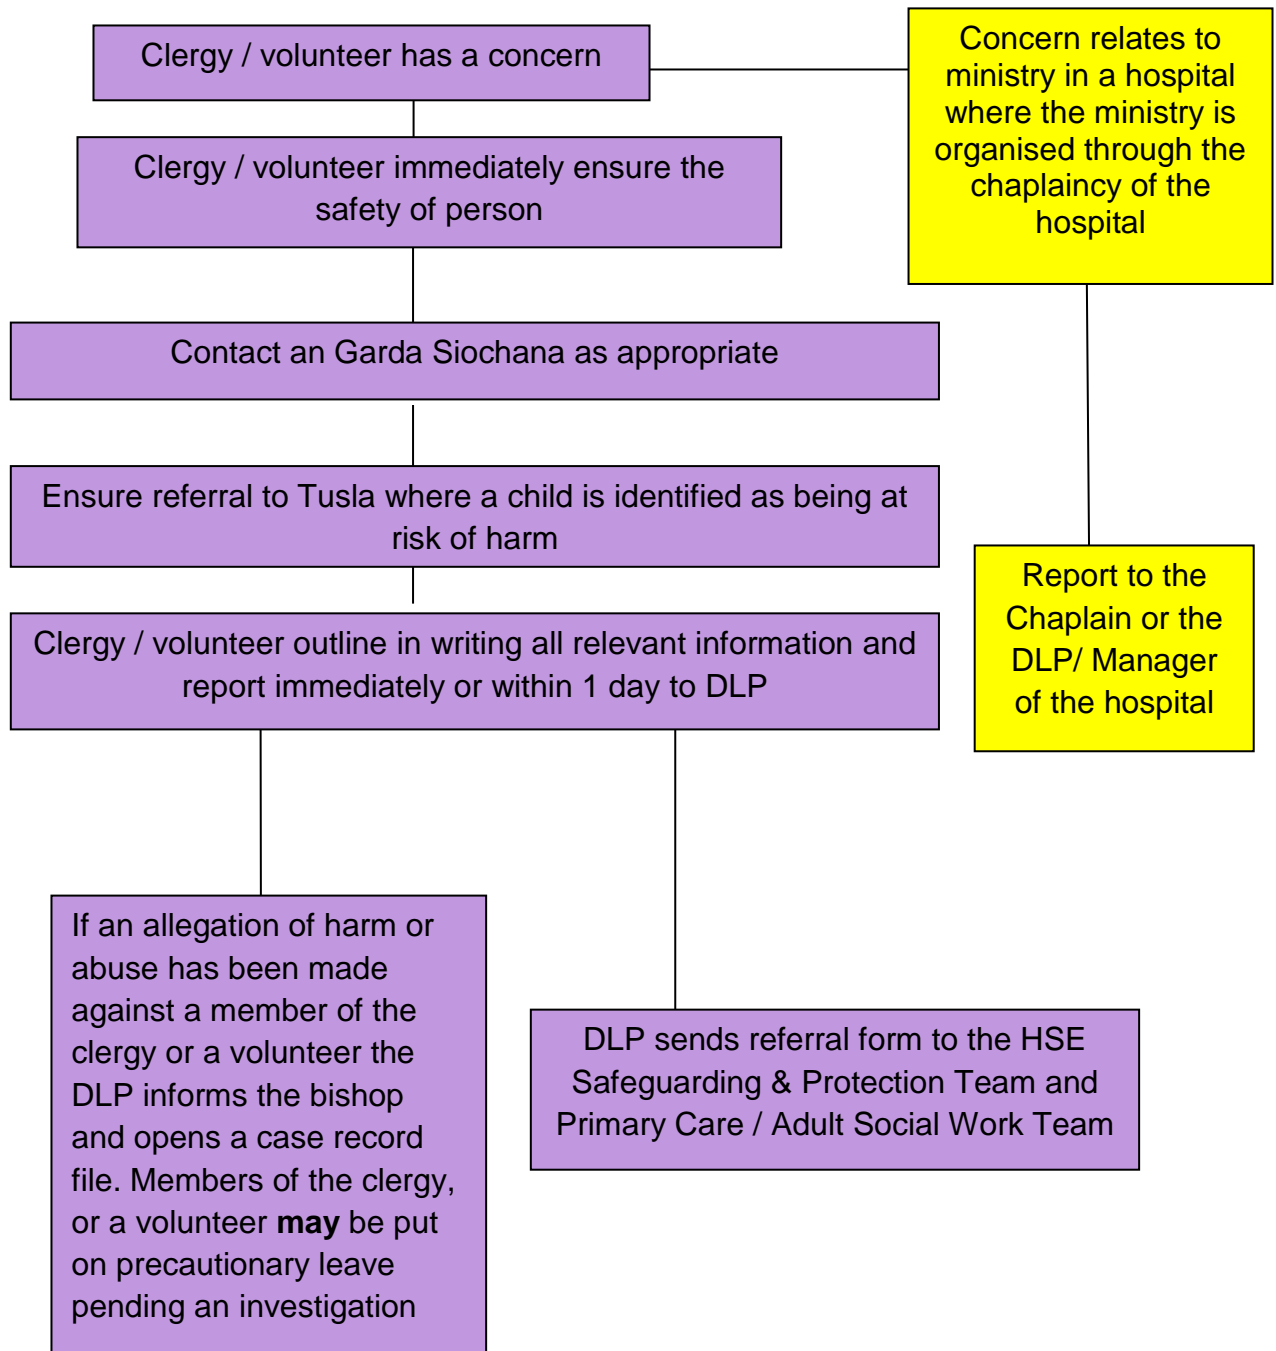 Clergy / volunteer has a concern
Concern relates to
ministry in a hospital
where the ministry is
organised through the
chaplaincy of the
hospital
Clergy / volunteer immediately ensure the
safety of person
Contact an Garda Siochana as appropriate
Ensure referral to Tusla where a child is identified as being at
risk of harm
Report to the
Chaplain or the
DLP/ Manager
of the hospital
Clergy / volunteer outline in writing all relevant information and
report immediately or within 1 day to DLP
If an allegation of harm or
abuse has been made
against a member of the
clergy or a volunteer the
DLP informs the bishop
and opens a case record
file. Members of the clergy,
or a volunteer may be put
on precautionary leave
pending an investigation
DLP sends referral form to the HSE
Safeguarding & Protection Team and
Primary Care / Adult Social Work Team